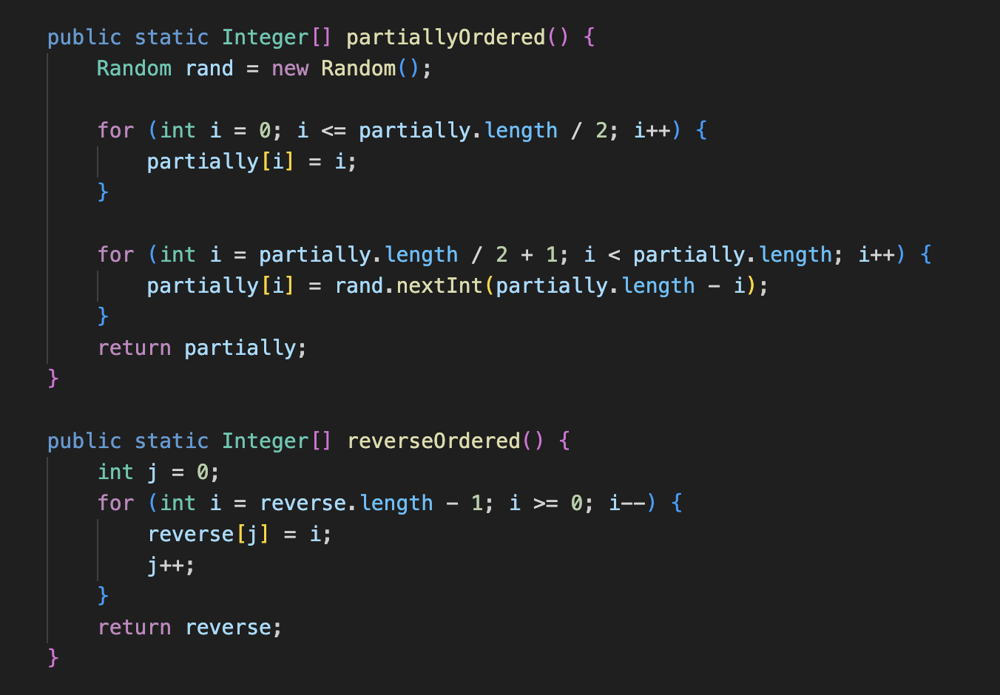 public static Integer[] partiallyOrdered() {
    Random rand = new Random();

    for (int i = 0; i <= partially.length / 2; i++) {
        partially[i] = i;
    }

    for (int i = partially.length / 2 + 1; i < partially.length; i++) {
        partially[i] = rand.nextInt(partially.length - i);
    }
    return partially;
}

public static Integer[] reverseOrdered() {
    int j = 0;
    for (int i = reverse.length - 1; i >= 0; i--) {
        reverse[j] = i;
        j++;
    }
    return reverse;
}